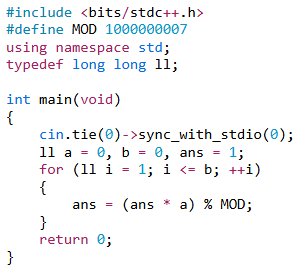 #include <bits/stdc++.h>
#define MOD 1000000007
using namespace std;
typedef long long ll;

int main(void)
{
    cin.tie(0)->sync_with_stdio(0);
    ll a = 0, b = 0, ans = 1;
    for (ll i = 1; i <= b; ++i)
    {
        ans = (ans * a) % MOD;
    }
    return 0;
}